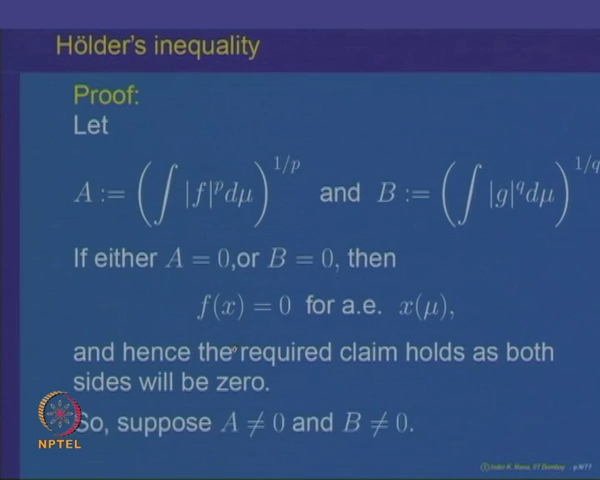 Hölder's inequality
Proof:
Let
A := (∫ |f|^p dμ)^{1/p} and B := (∫ |g|^q dμ)^{1/q}
If either A = 0,or B = 0, then
f(x) = 0 for a.e. x(μ),
and hence the required claim holds as both
sides will be zero.
So, suppose A ≠ 0 and B ≠ 0.
NPTEL